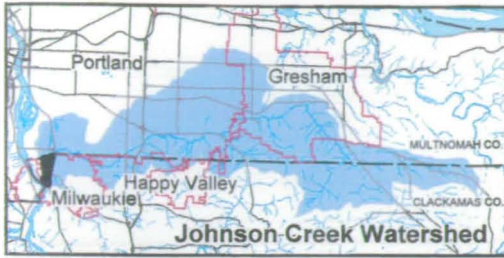 Portland
Gresham
MULTNOMAH CO.
Happy Valley
Milwaukie
CLACKAMAS CO.
Johnson Creek Watershed